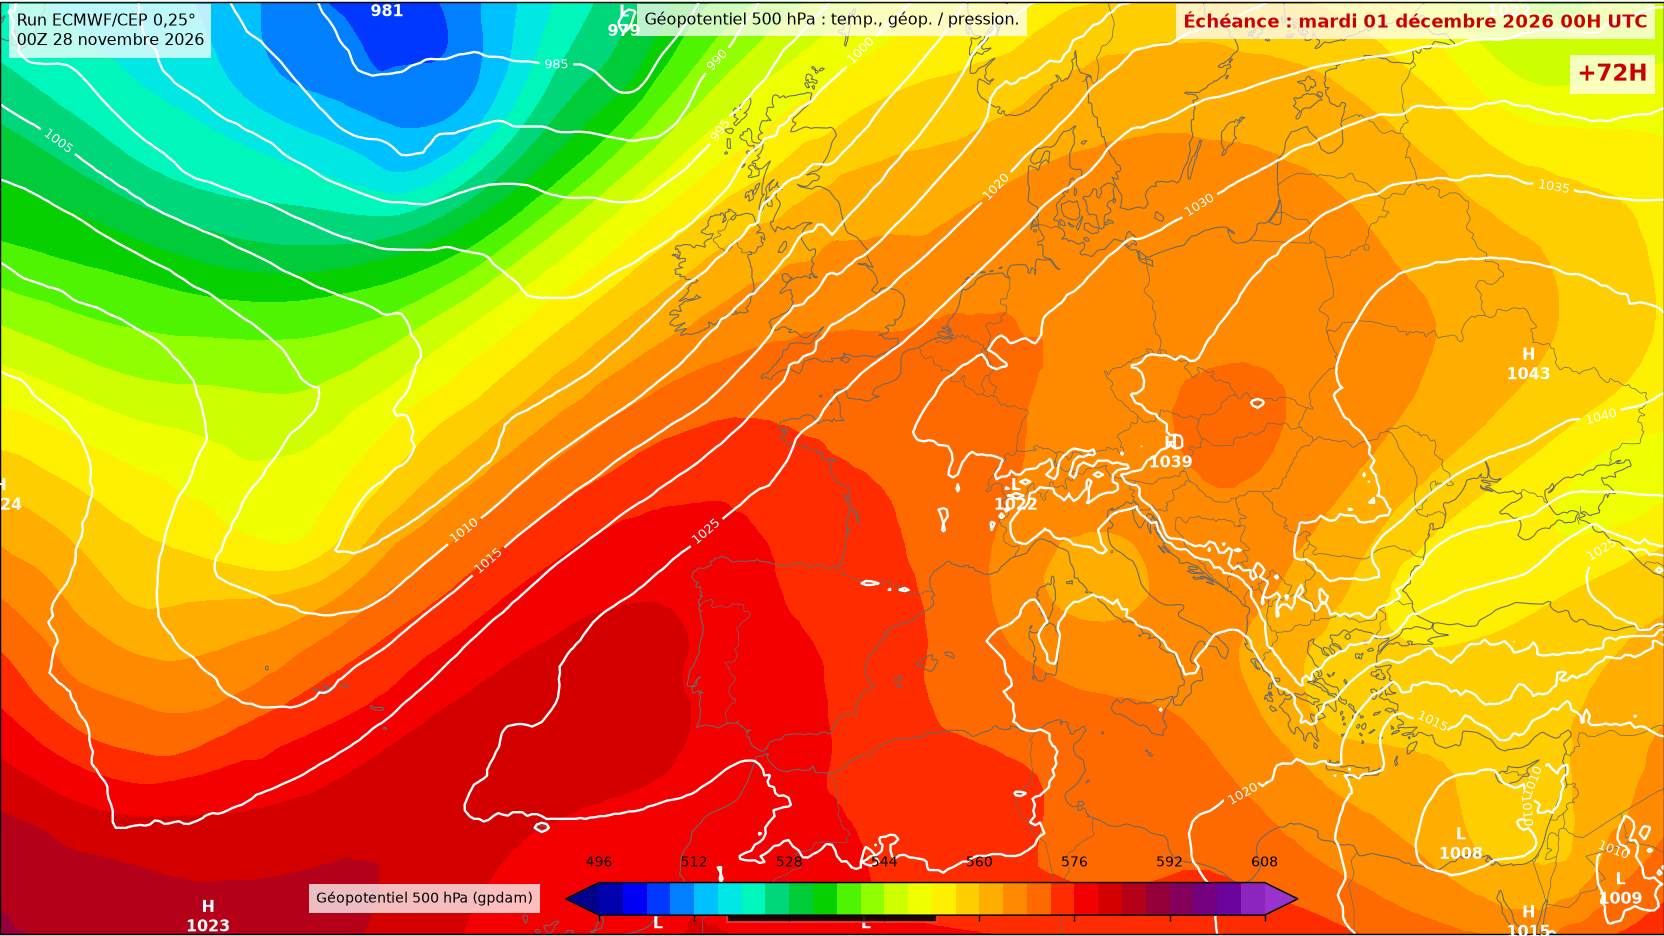 Run ECMWF/CEP 0,25°
00Z 28 novembre 2026
Géopotentiel 500 hPa : temp., géop. / pression.
Échéance : mardi 01 décembre 2026 00H UTC
+72H
981
L
979
985
990
1000
995
1005
1020
1030
1035
H
1043
1040
H
1039
H
24
L
1022
1010
1015
1025
1025
1015
1020
1010
1010
L
1008
1010
L
1009
H
1015
H
1023
L
L
496 512 528 544 560 576 592 608
Géopotentiel 500 hPa (gpdam)